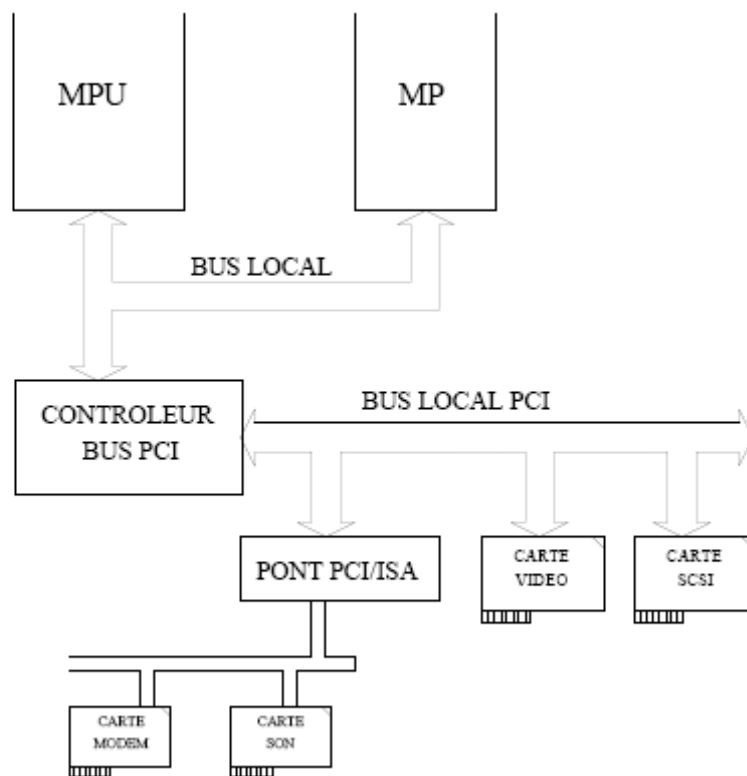 MPU
MP
BUS LOCAL
CONTROLEUR
BUS PCI
BUS LOCAL PCI
PONT PCI/ISA
CARTE
VIDEO
CARTE
SCSI
CARTE
MODEM
CARTE
SON